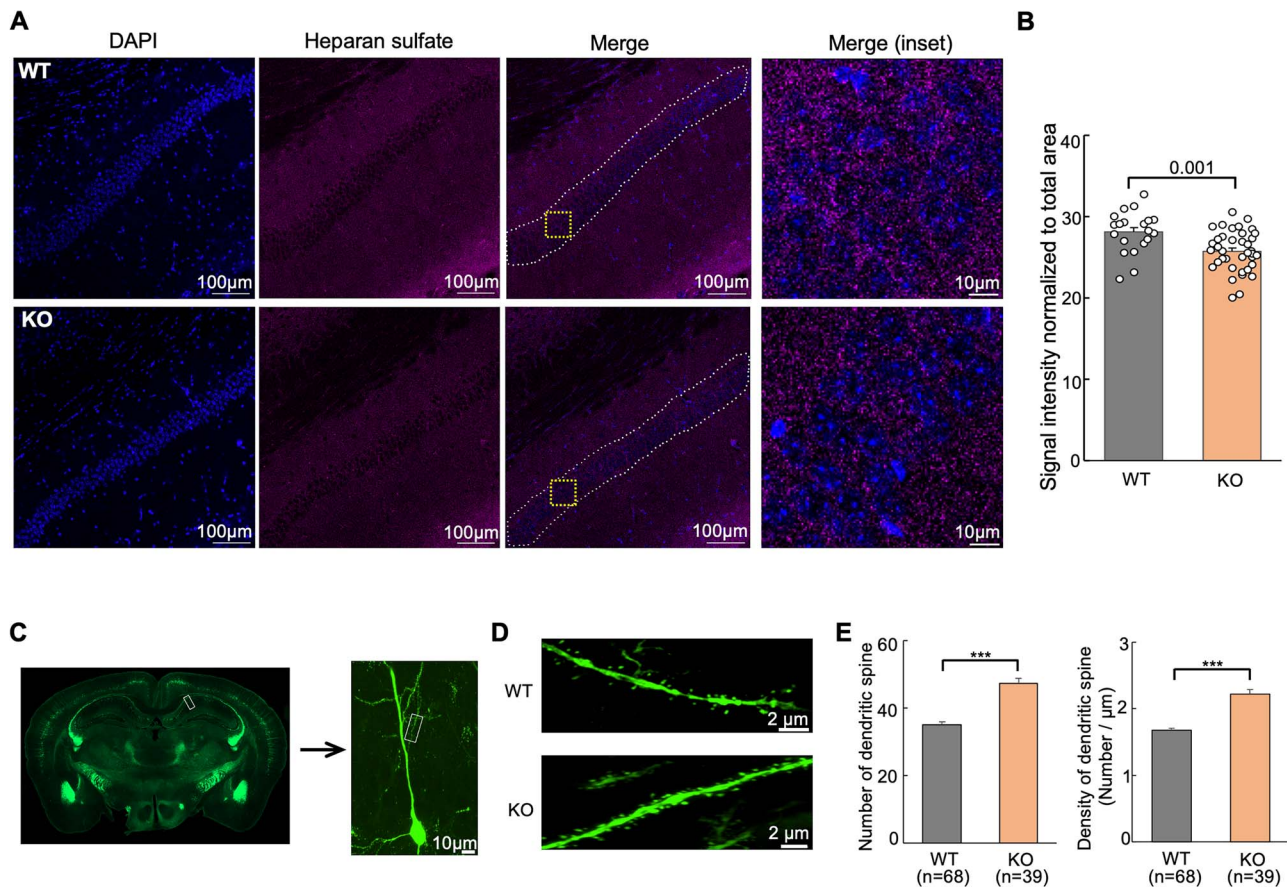 A
DAPI
Heparan sulfate
Merge
Merge (inset)
WT
100μm
100μm
100μm
10μm
KO
100μm
100μm
100μm
10μm
B
Signal intensity normalized to total area
40
30
20
10
0
0.001
WT
KO
C
10μm
D
WT
2 μm
KO
2 μm
E
Number of dendritic spine
60
40
20
0
***
WT
(n=68)
KO
(n=39)
Density of dendritic spine
(Number / μm)
3
2
1
0
***
WT
(n=68)
KO
(n=39)